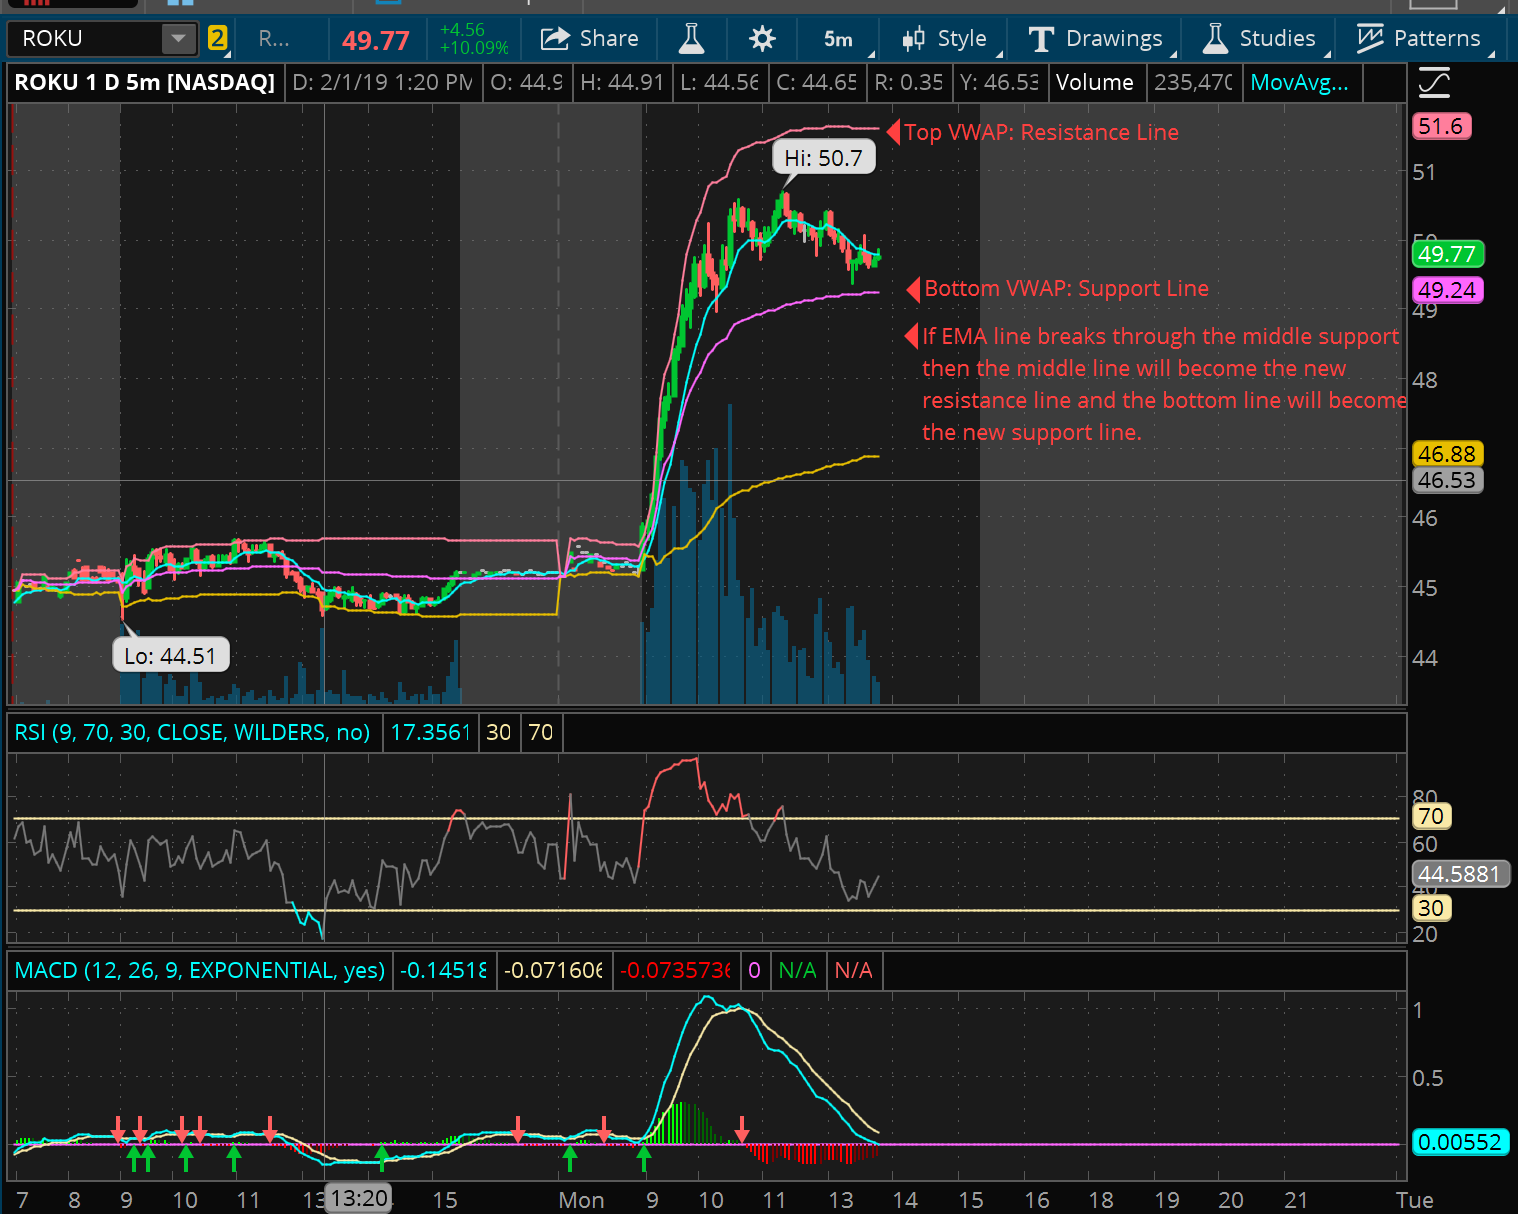 ROKU
2
R...
49.77
+4.56
+10.09%
Share
5m
Style
Drawings
Studies
Patterns
ROKU 1 D 5m [NASDAQ]
D: 2/1/19 1:20 PM
O: 44.9
H: 44.91
L: 44.56
C: 44.65
R: 0.35
Y: 46.53
Volume
235,470
MovAvg...
Top VWAP: Resistance Line
Hi: 50.7
Bottom VWAP: Support Line
If EMA line breaks through the middle support
then the middle line will become the new
resistance line and the bottom line will become
the new support line.
Lo: 44.51
51.6
51
50
49.77
49.24
49
48
46.88
46.53
46
45
44
RSI (9, 70, 30, CLOSE, WILDERS, no)
17.3561
30
70
80
70
60
44.5881
40
30
20
MACD (12, 26, 9, EXPONENTIAL, yes)
-0.14518
-0.071606
-0.073573
0
N/A
N/A
1
0.5
0.00552
7 8 9 10 11 13 13:20 15 Mon 9 10 11 13 14 15 16 17 18 19 20 21 Tue